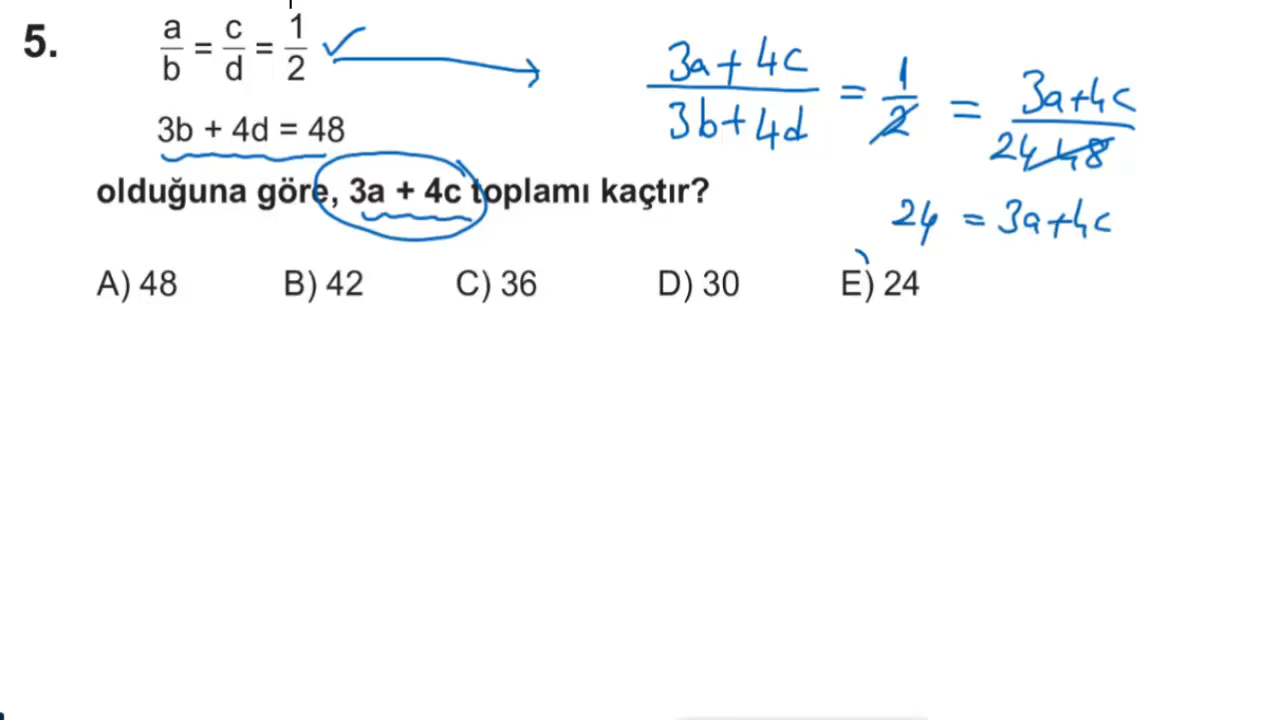 5. a/b = c/d = 1/2
3b + 4d = 48
olduğuna göre, 3a + 4c toplamı kaçtır?
A) 48 B) 42 C) 36 D) 30 E) 24
3a+4c/3b+4d = 1/2 = 3a+4c/24 48
24 = 3a+4c